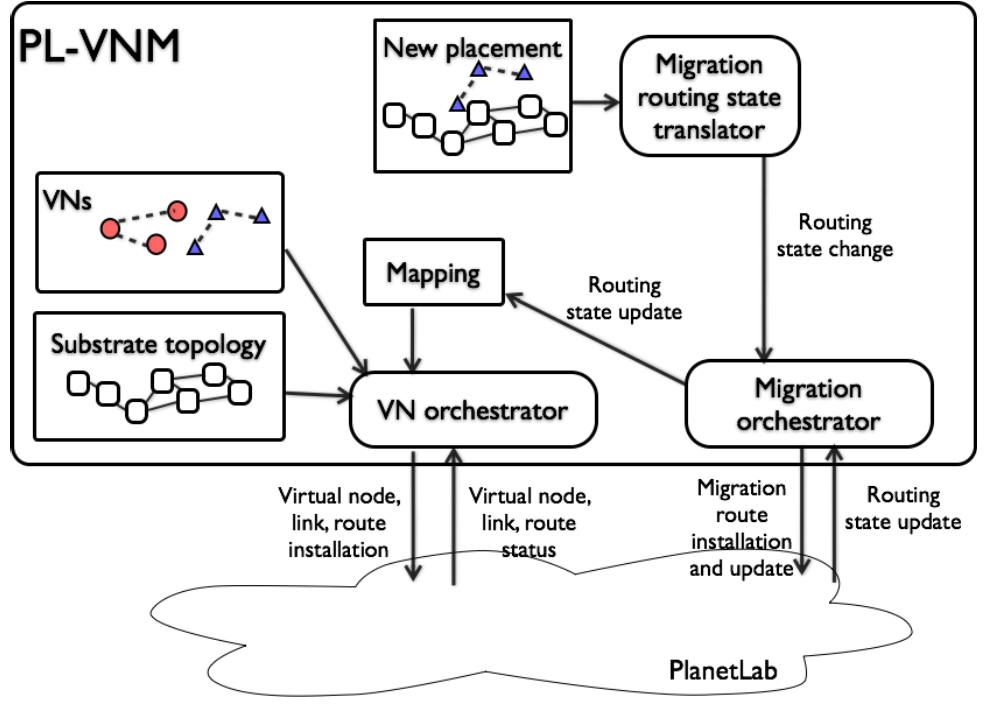 PL-VNM
New placement
Migration
routing state
translator
VNs
Routing
state change
Mapping
Routing
state update
Substrate topology
VN orchestrator
Migration
orchestrator
Virtual node,
link, route
installation
Virtual node,
link, route
status
Migration
route
installation
and update
Routing
state update
PlanetLab